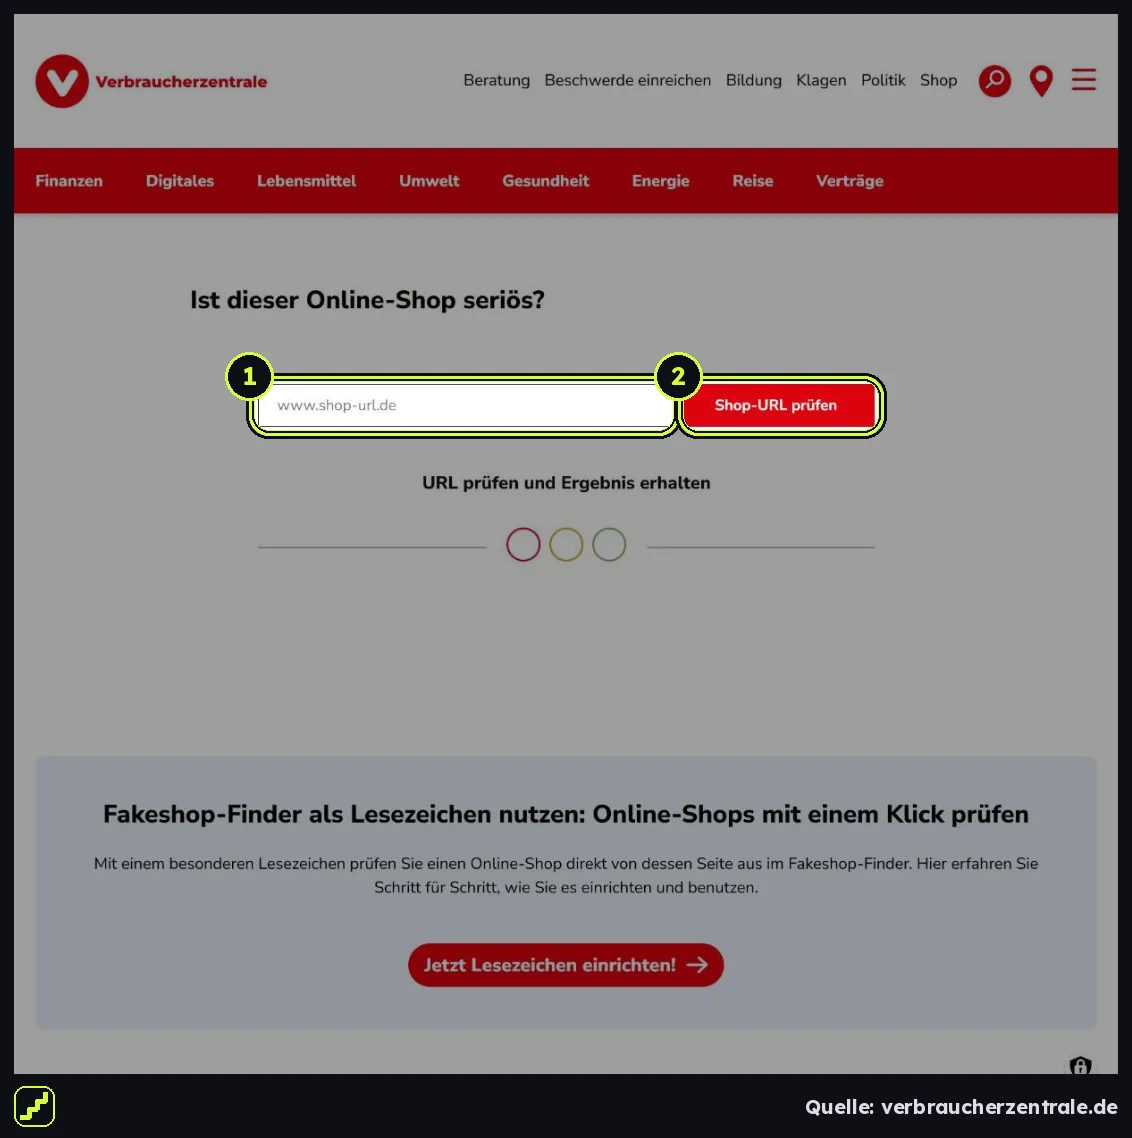 Verbraucherzentrale
Beratung Beschwerde einreichen Bildung Klagen Politik Shop
Finanzen Digitales Lebensmittel Umwelt Gesundheit Energie Reise Verträge
Ist dieser Online-Shop seriös?
1 2
www.shop-url.de Shop-URL prüfen
URL prüfen und Ergebnis erhalten
Fakeshop-Finder als Lesezeichen nutzen: Online-Shops mit einem Klick prüfen
Mit einem besonderen Lesezeichen prüfen Sie einen Online-Shop direkt von dessen Seite aus im Fakeshop-Finder. Hier erfahren Sie
Schritt für Schritt, wie Sie es einrichten und benutzen.
Jetzt Lesezeichen einrichten!
Quelle: verbraucherzentrale.de